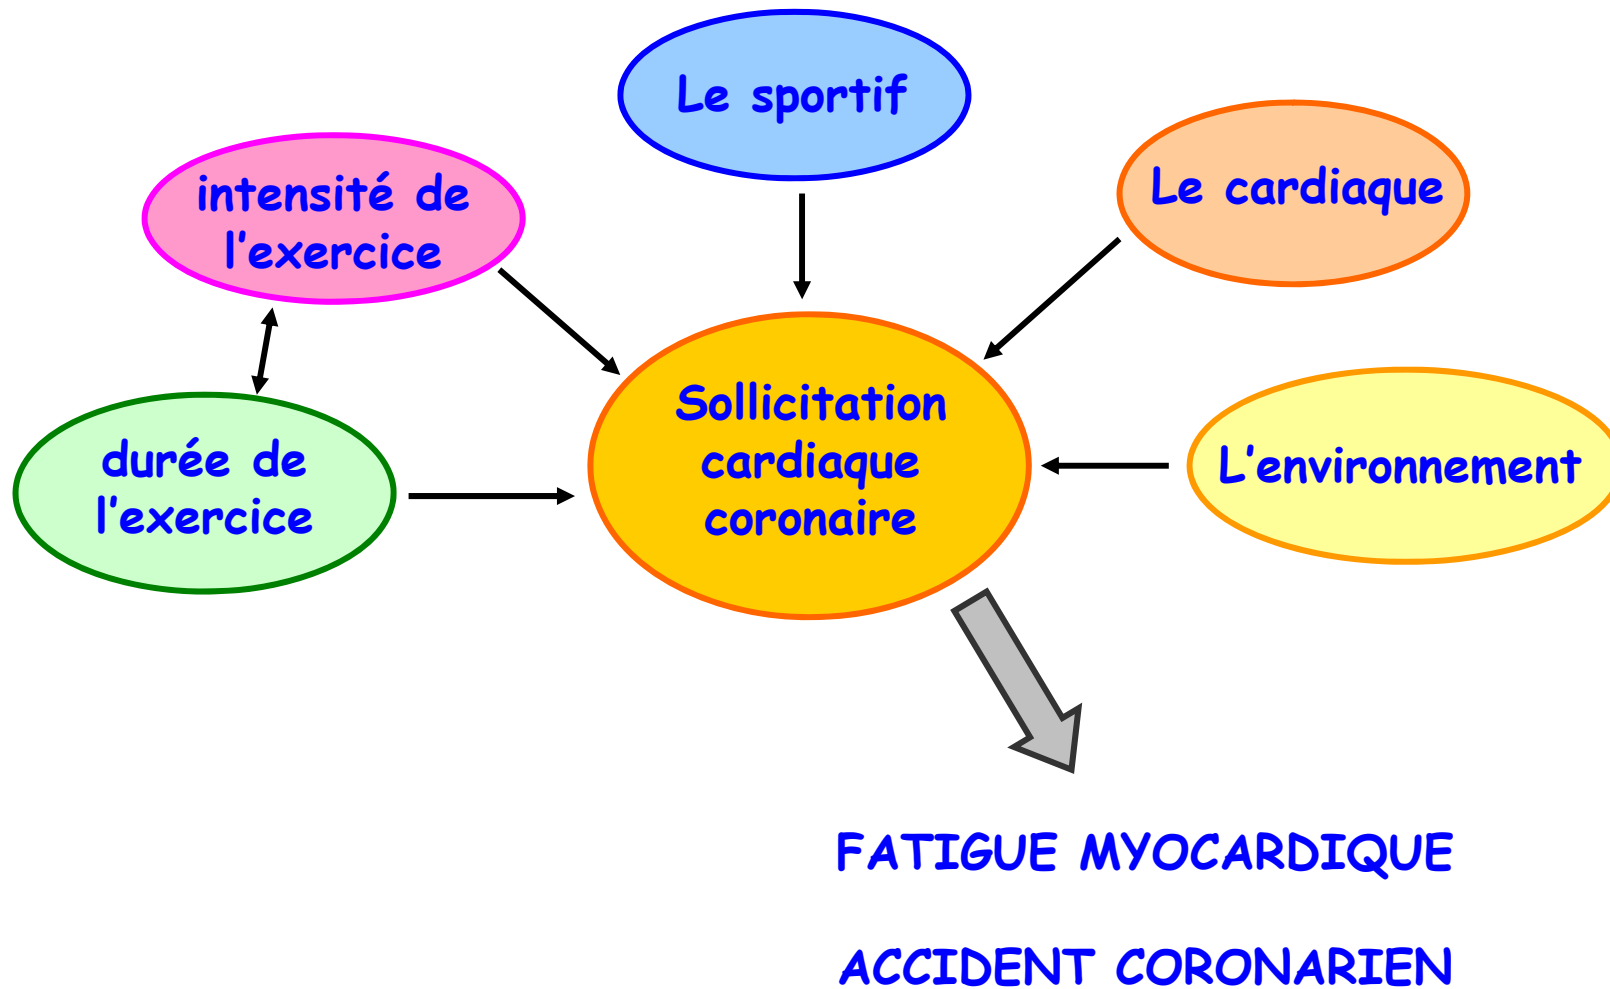 Le sportif
intensité de
l'exercice
Le cardiaque
durée de
l'exercice
Sollicitation
cardiaque
coronaire
L'environnement
FATIGUE MYOCARDIQUE
ACCIDENT CORONARIEN